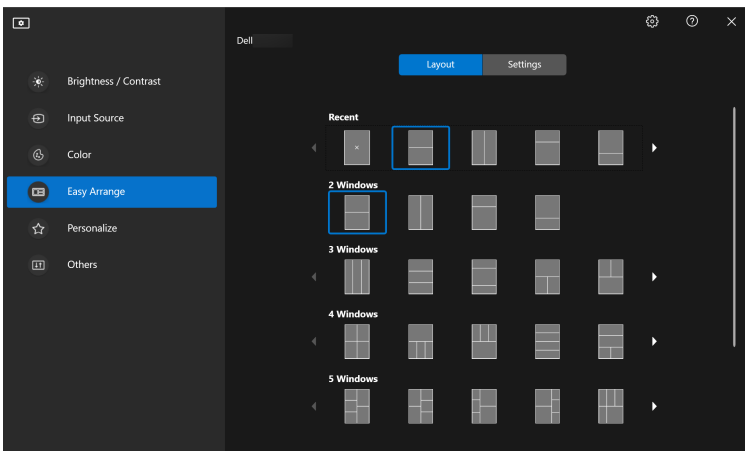 Dell
Layout
Settings
Brightness / Contrast
Input Source
Color
Easy Arrange
Personalize
Others
Recent
2 Windows
3 Windows
4 Windows
5 Windows